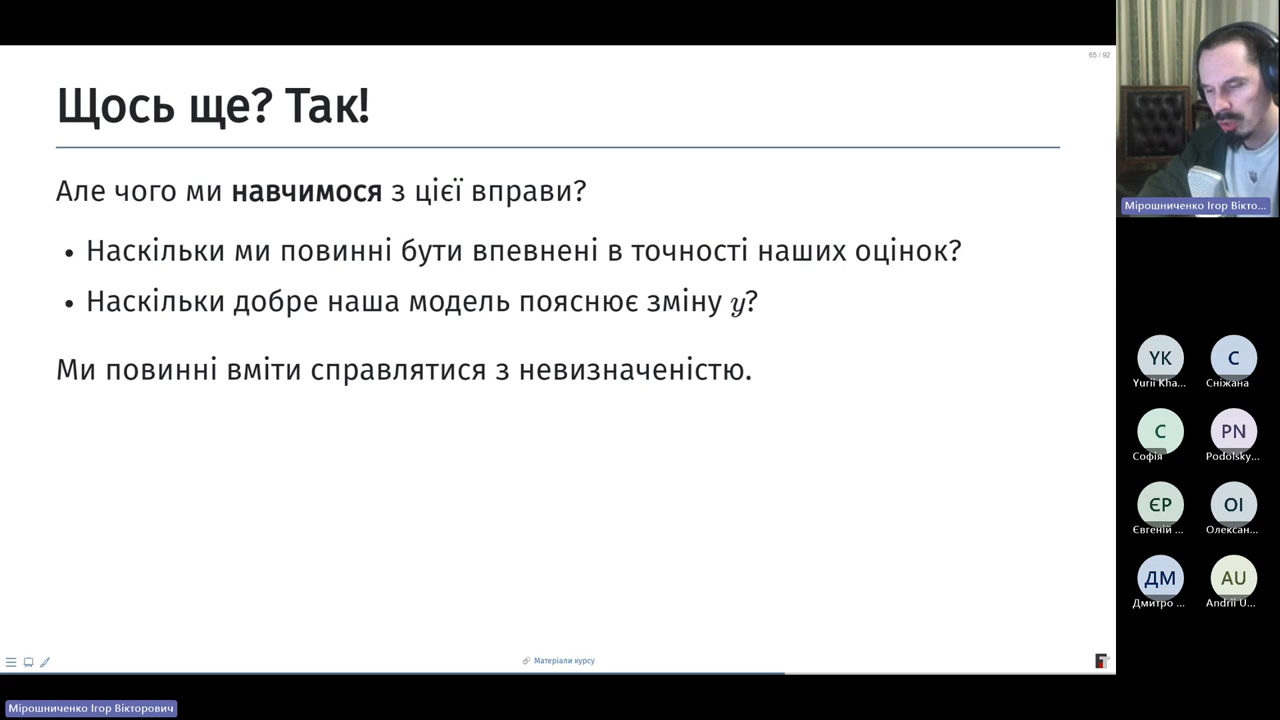 65 / 92
Щось ще? Так!
Але чого ми навчимося з цієї вправи?
• Наскільки ми повинні бути впевнені в точності наших оцінок?
• Наскільки добре наша модель пояснює зміну y?
Ми повинні вміти справлятися з невизначеністю.
Матеріали курсу
Мірошниченко Ігор Вікто...
YK
Yurii Kha...
С
Сніжана
С
Софія
PN
Podolsky...
ЄР
Євгеній ...
ОІ
Олексан...
ДМ
Дмитро ...
AU
Andrii U...
Мірошниченко Ігор Вікторович